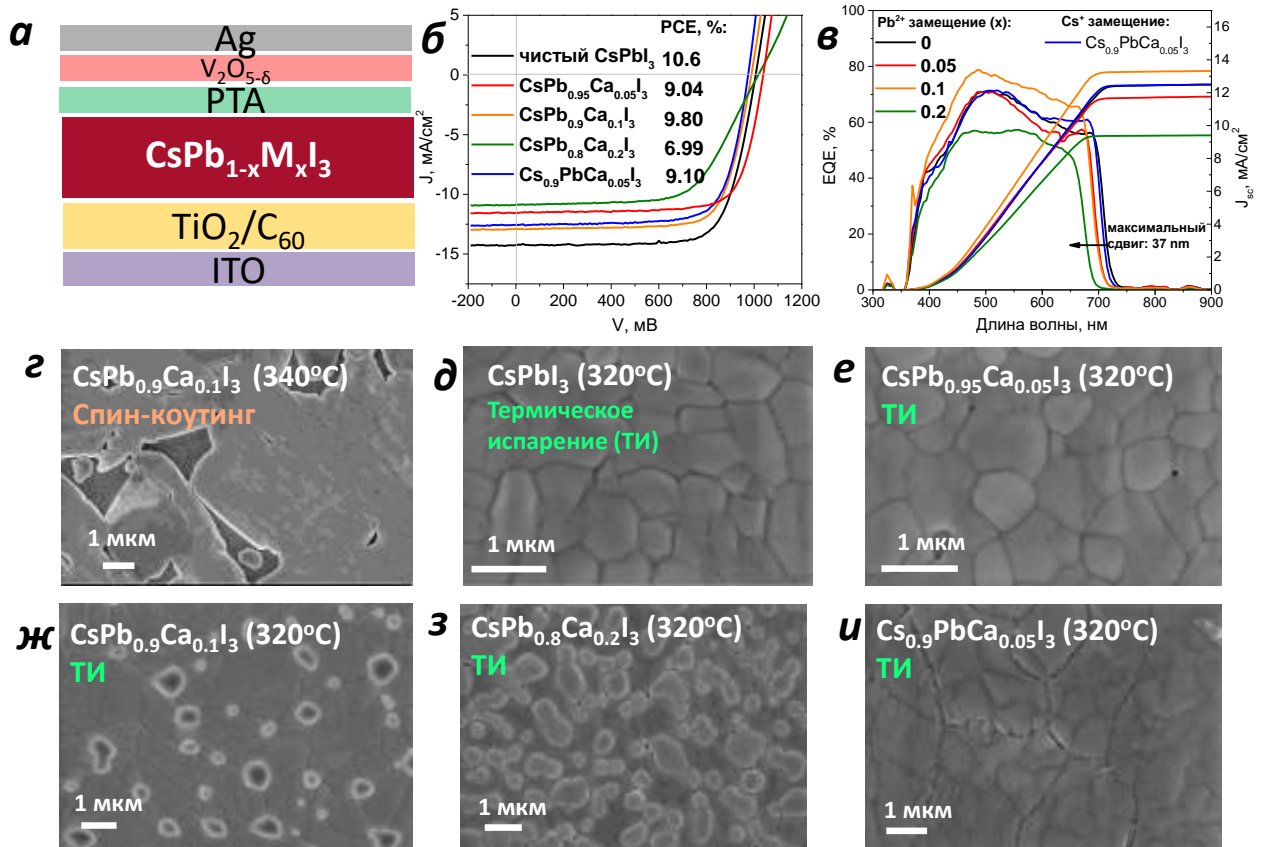 а
Ag
V2O5-δ
PTA
CsPb1-xMxI3
TiO2/C60
ITO
б
PCE, %:
чистый CsPbI3 10.6
CsPb0.95Ca0.05I3 9.04
CsPb0.9Ca0.1I3 9.80
CsPb0.8Ca0.2I3 6.99
Cs0.9PbCa0.05I3 9.10
J, мА/см2
5
0
-5
-10
-15
-200 0 200 400 600 800 1000 1200
V, мВ
в
Pb2+ замещение (x):
0
0.05
0.1
0.2
Cs+ замещение:
Cs0.9PbCa0.05I3
максимальный
сдвиг: 37 nm
EQE, %
100
80
60
40
20
0
16
14
12
10
8
6
4
2
0
Jsc, мА/см2
300 400 500 600 700 800 900
Длина волны, нм
г
CsPb0.9Ca0.1I3 (340oC)
Спин-коутинг
1 мкм
д
CsPbI3 (320oC)
Термическое
испарение (ТИ)
1 мкм
е
CsPb0.95Ca0.05I3 (320oC)
ТИ
1 мкм
ж
CsPb0.9Ca0.1I3 (320oC)
ТИ
1 мкм
з
CsPb0.8Ca0.2I3 (320oC)
ТИ
1 мкм
и
Cs0.9PbCa0.05I3 (320oC)
ТИ
1 мкм